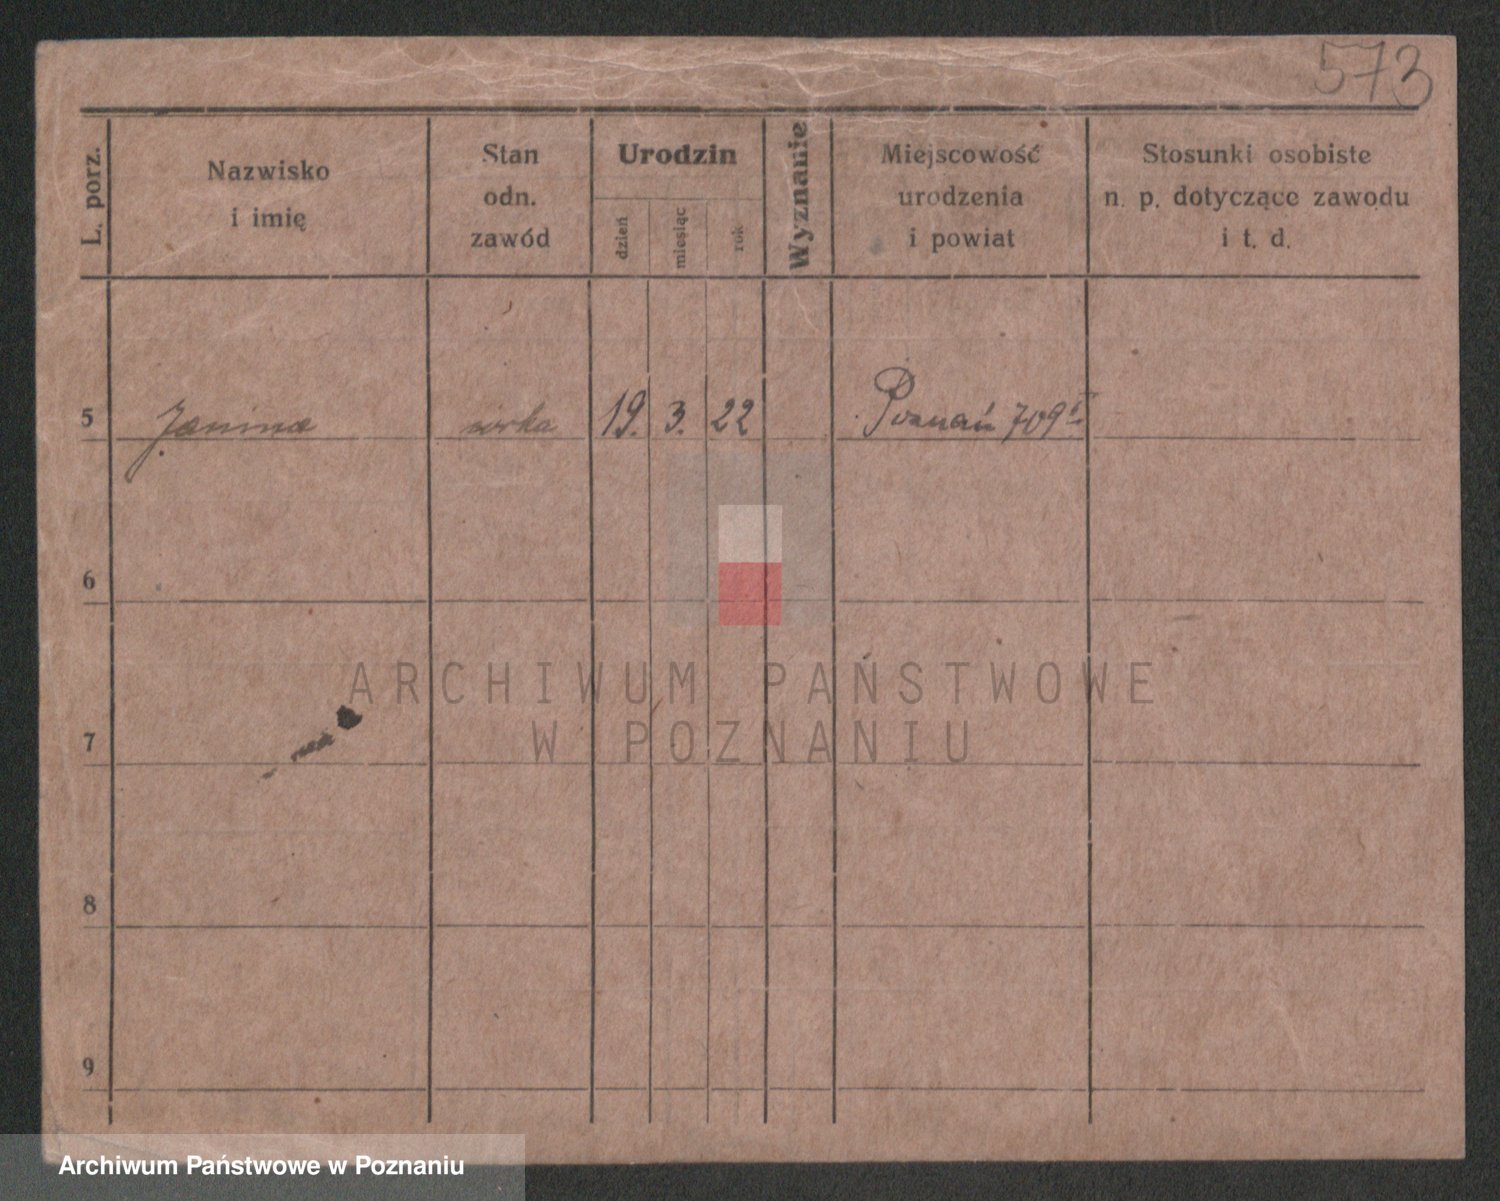 573
L. porz.
Nazwisko
i imię
Stan
odn.
zawód
Urodzin
dzień
miesiąc
rok
Wyznanie
Miejscowość
urodzenia
i powiat
Stosunki osobiste
n. p. dotyczące zawodu
i t. d.
5 Janina córka 19. 3. 22 Poznań 709 I
6
7
8
9
ARCHIWUM PAŃSTWOWE
W POZNANIU
Archiwum Państwowe w Poznaniu